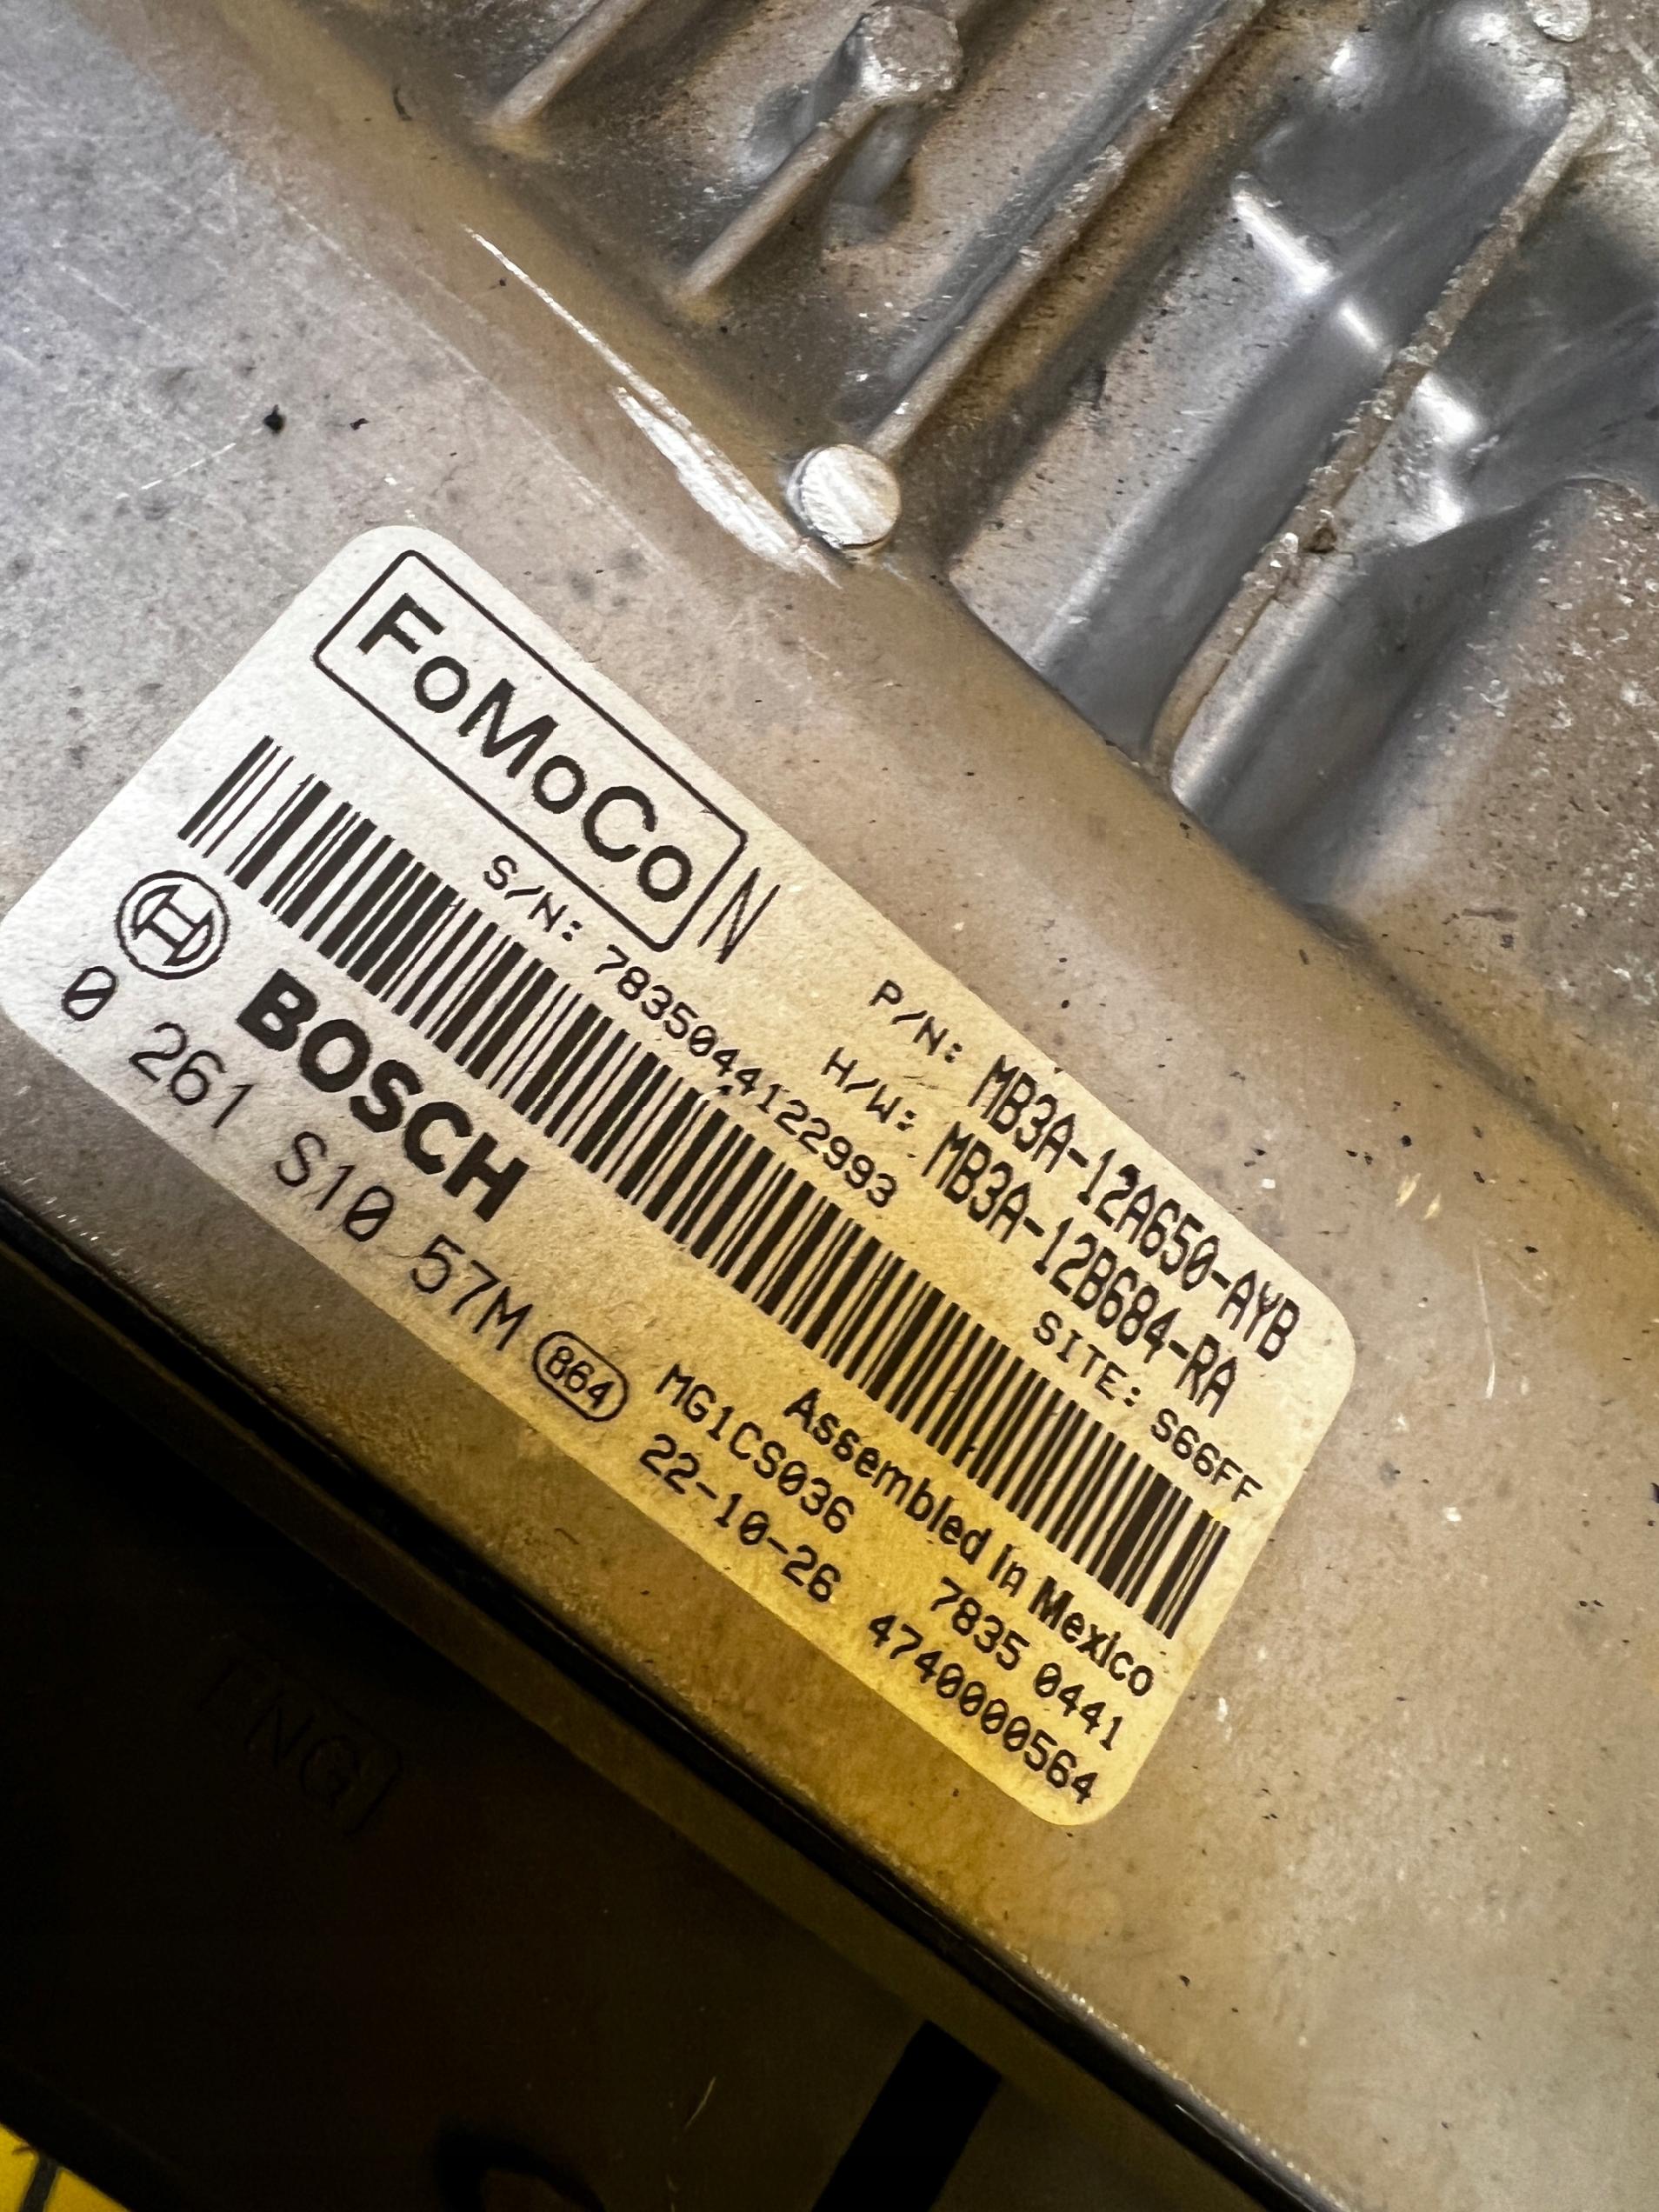 FoMoCo N
P/N: MB3A-12A650-AYB
H/W: MB3A-12B684-RA
S/N: 7835044122993
SITE: S66FF
BOSCH
Assembled in Mexico
0 261 S10 57M
864
MG1CS036 7835 0441
22-10-26 4740000564
ENG